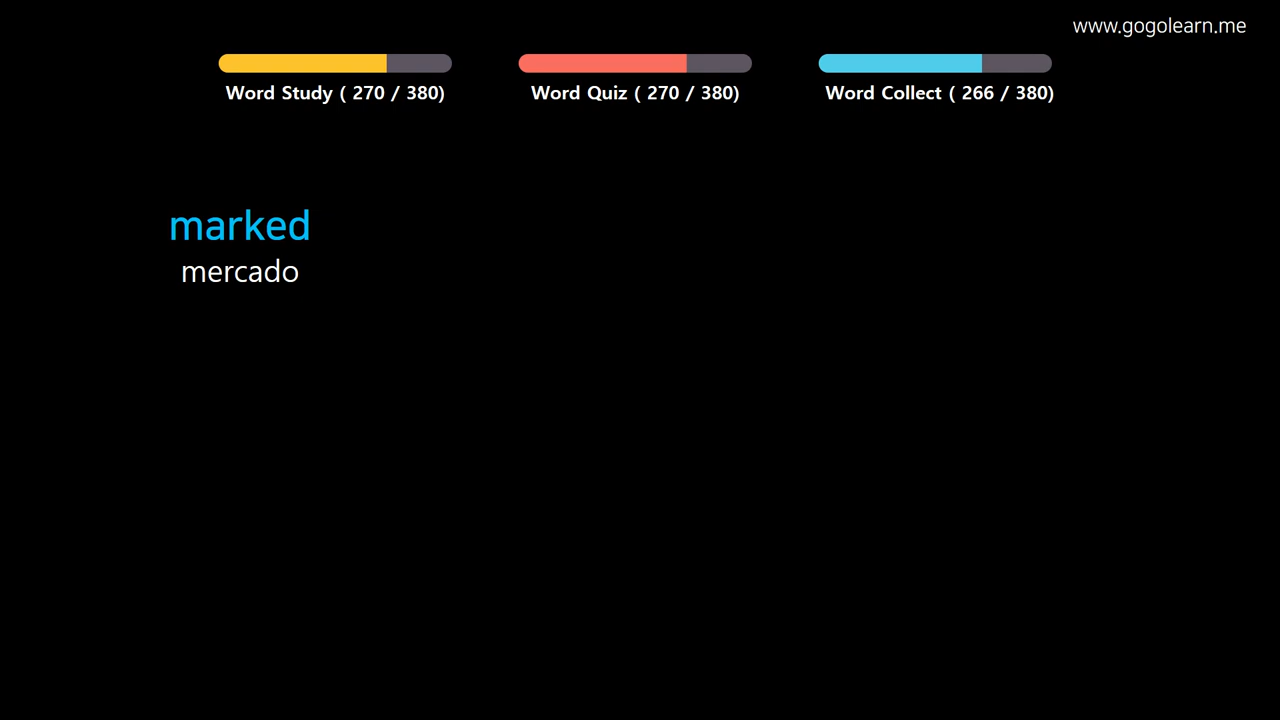 www.gogolearn.me
Word Study ( 270 / 380)
Word Quiz ( 270 / 380)
Word Collect ( 266 / 380)
marked
mercado